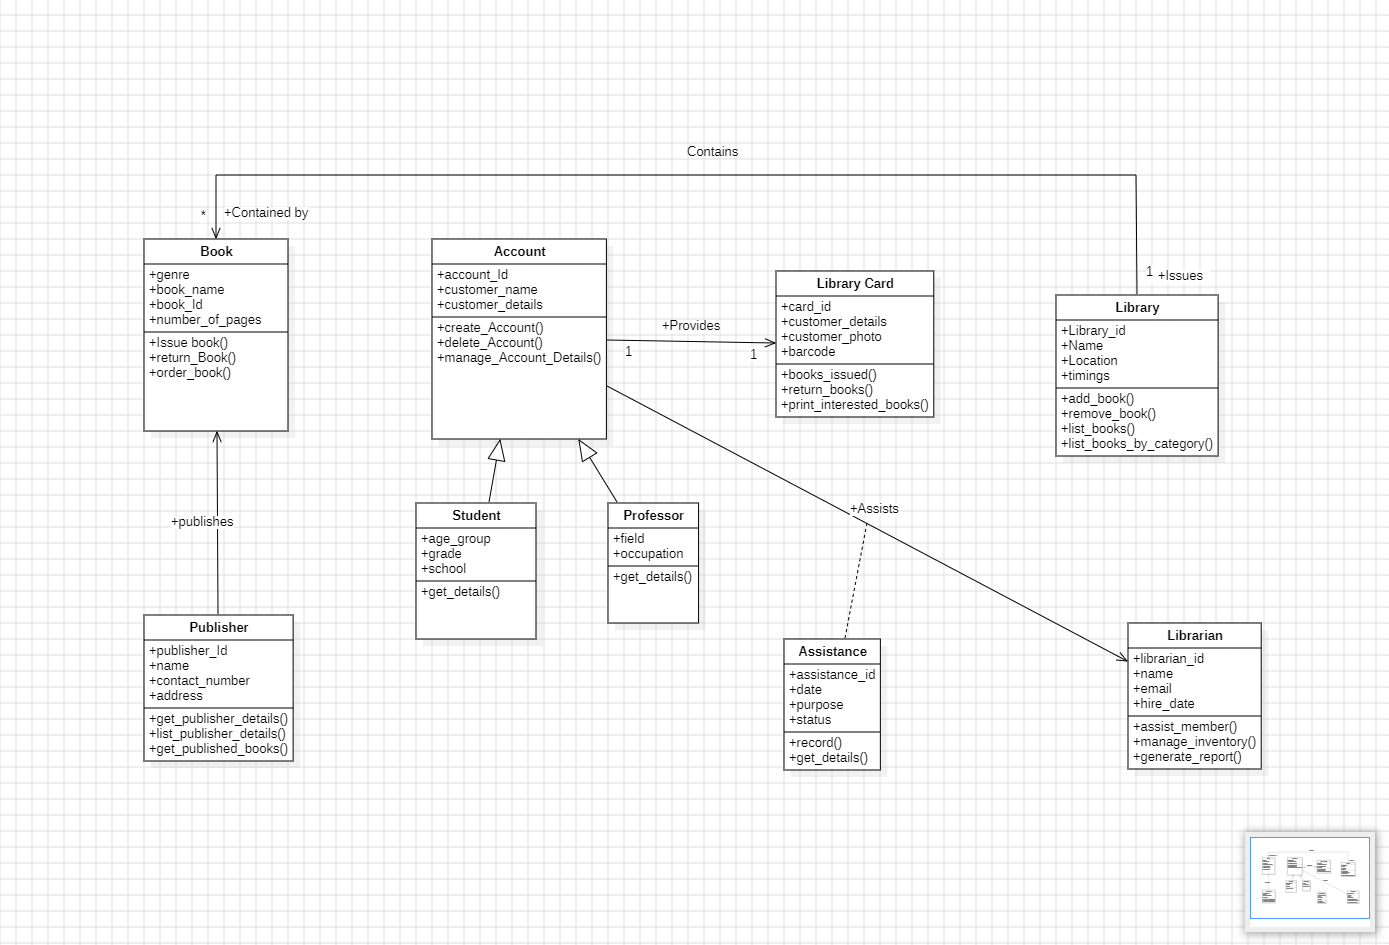 Contains
*
+Contained by
Book
+genre
+book_name
+book_Id
+number_of_pages
+Issue book()
+return_Book()
+order_book()
Account
+account_Id
+customer_name
+customer_details
+create_Account()
+delete_Account()
+manage_Account_Details()
+Provides
1
1
Library Card
+card_id
+customer_details
+customer_photo
+barcode
+books_issued()
+return_books()
+print_interested_books()
1
+Issues
Library
+Library_id
+Name
+Location
+timings
+add_book()
+remove_book()
+list_books()
+list_books_by_category()
+publishes
Student
+age_group
+grade
+school
+get_details()
Professor
+field
+occupation
+get_details()
+Assists
Publisher
+publisher_Id
+name
+contact_number
+address
+get_publisher_details()
+list_publisher_details()
+get_published_books()
Assistance
+assistance_id
+date
+purpose
+status
+record()
+get_details()
Librarian
+librarian_id
+name
+email
+hire_date
+assist_member()
+manage_inventory()
+generate_report()